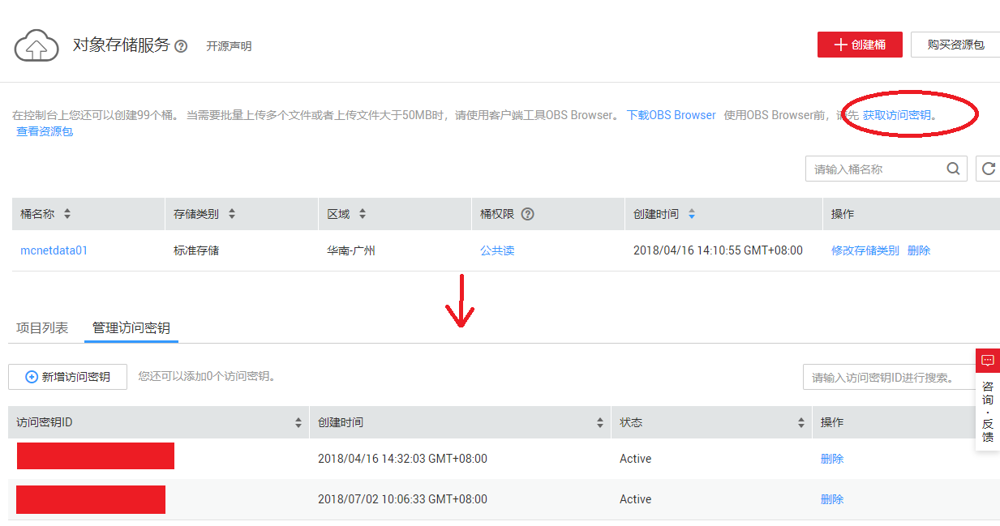 对象存储服务 ? 开源声明 创建桶 购买资源包
在控制台上您还可以创建99个桶。 当需要批量上传多个文件或者上传文件大于50MB时，请使用客户端工具OBS Browser。 下载OBS Browser 使用OBS Browser前，请先 获取访问密钥。
查看资源包
请输入桶名称
桶名称 存储类别 区域 桶权限 ? 创建时间 操作
mcnetdata01 标准存储 华南-广州 公共读 2018/04/16 14:10:55 GMT+08:00 修改存储类别 删除
项目列表 管理访问密钥
新增访问密钥 您还可以添加0个访问密钥。 请输入访问密钥ID进行搜索。
访问密钥ID 创建时间 状态 操作
2018/04/16 14:32:03 GMT+08:00 Active 删除
2018/07/02 10:06:33 GMT+08:00 Active 删除
咨
询
·
反
馈